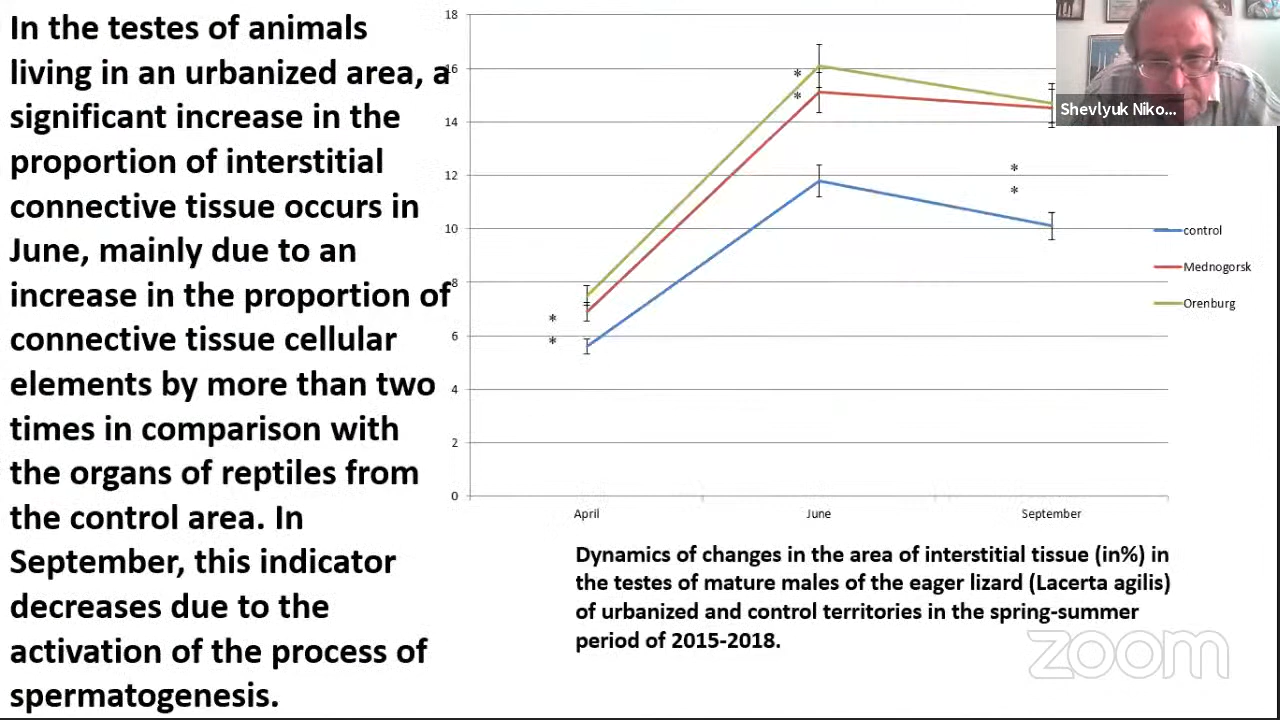 In the testes of animals
living in an urbanized area, a
significant increase in the
proportion of interstitial
connective tissue occurs in
June, mainly due to an
increase in the proportion of
connective tissue cellular
elements by more than two
times in comparison with
the organs of reptiles from
the control area. In
September, this indicator
decreases due to the
activation of the process of
spermatogenesis.
18
16
14
12
10
8
6
4
2
0
*
*
*
*
*
*
April
June
September
control
Mednogorsk
Orenburg
Dynamics of changes in the area of interstitial tissue (in%) in
the testes of mature males of the eager lizard (Lacerta agilis)
of urbanized and control territories in the spring-summer
period of 2015-2018.
Shevlyuk Niko...
zoom